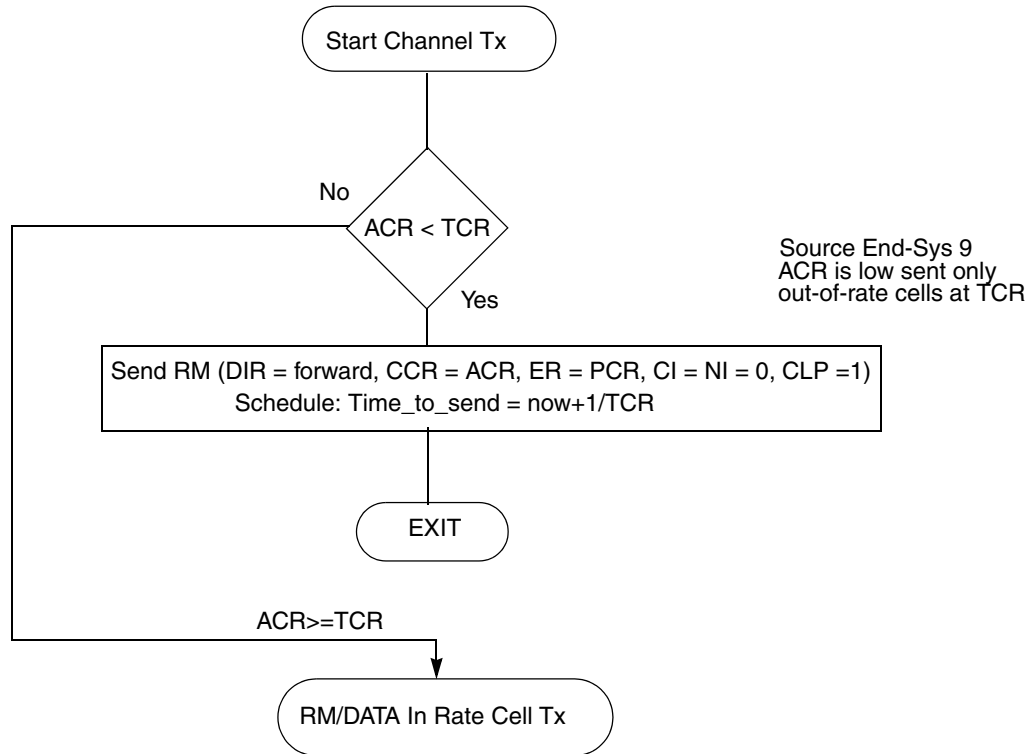 Start Channel Tx
No
ACR < TCR
Source End-Sys 9
ACR is low sent only
out-of-rate cells at TCR
Yes
Send RM (DIR = forward, CCR = ACR, ER = PCR, CI = NI = 0, CLP =1)
Schedule: Time_to_send = now+1/TCR
EXIT
ACR>=TCR
RM/DATA In Rate Cell Tx